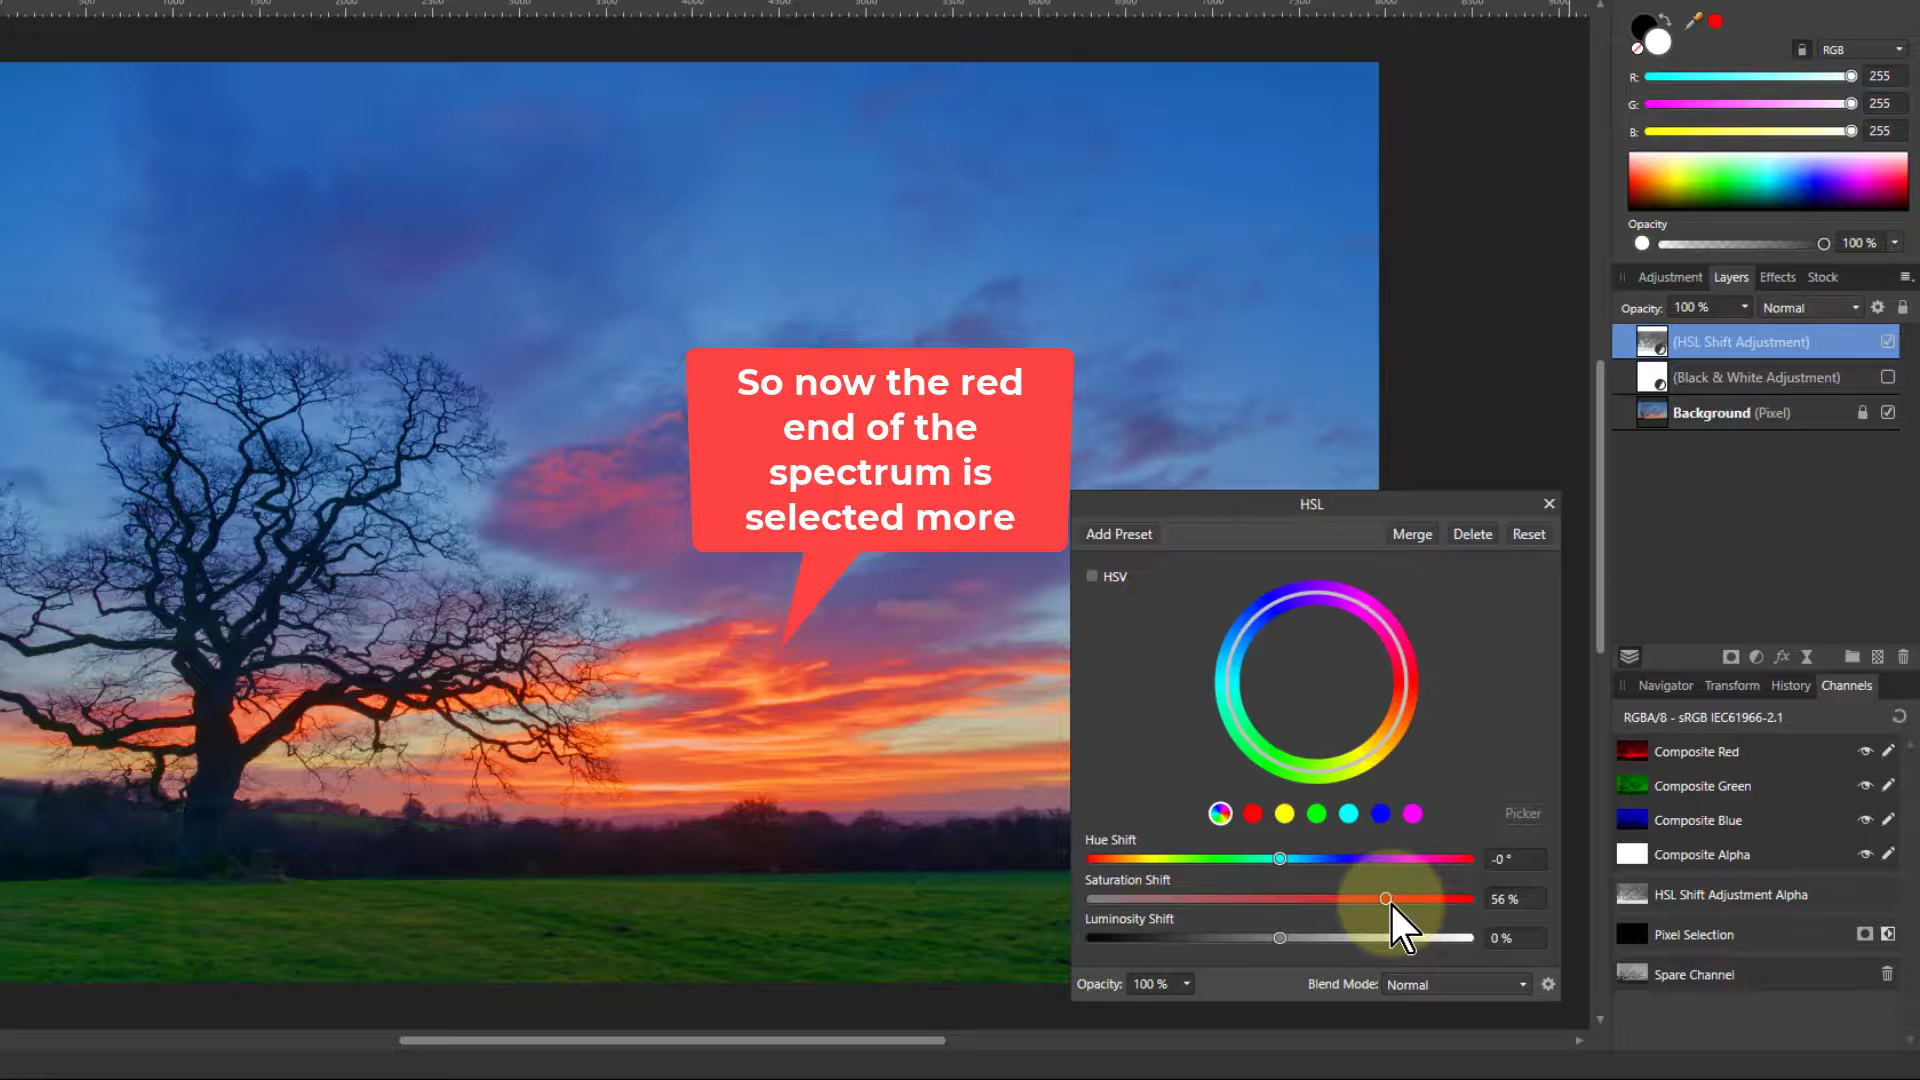 RGB
R: 255
G: 255
B: 255
Opacity
100 %
Adjustment Layers Effects Stock
Opacity: 100 % Normal
(HSL Shift Adjustment)
(Black & White Adjustment)
Background (Pixel)
So now the red
end of the
spectrum is
selected more
HSL
Add Preset Merge Delete Reset
HSV
Picker
Hue Shift
-0 °
Saturation Shift
56 %
Luminosity Shift
0 %
Opacity: 100 % Blend Mode: Normal
fx
Navigator Transform History Channels
RGBA/8 - sRGB IEC61966-2.1
Composite Red
Composite Green
Composite Blue
Composite Alpha
HSL Shift Adjustment Alpha
Pixel Selection
Spare Channel